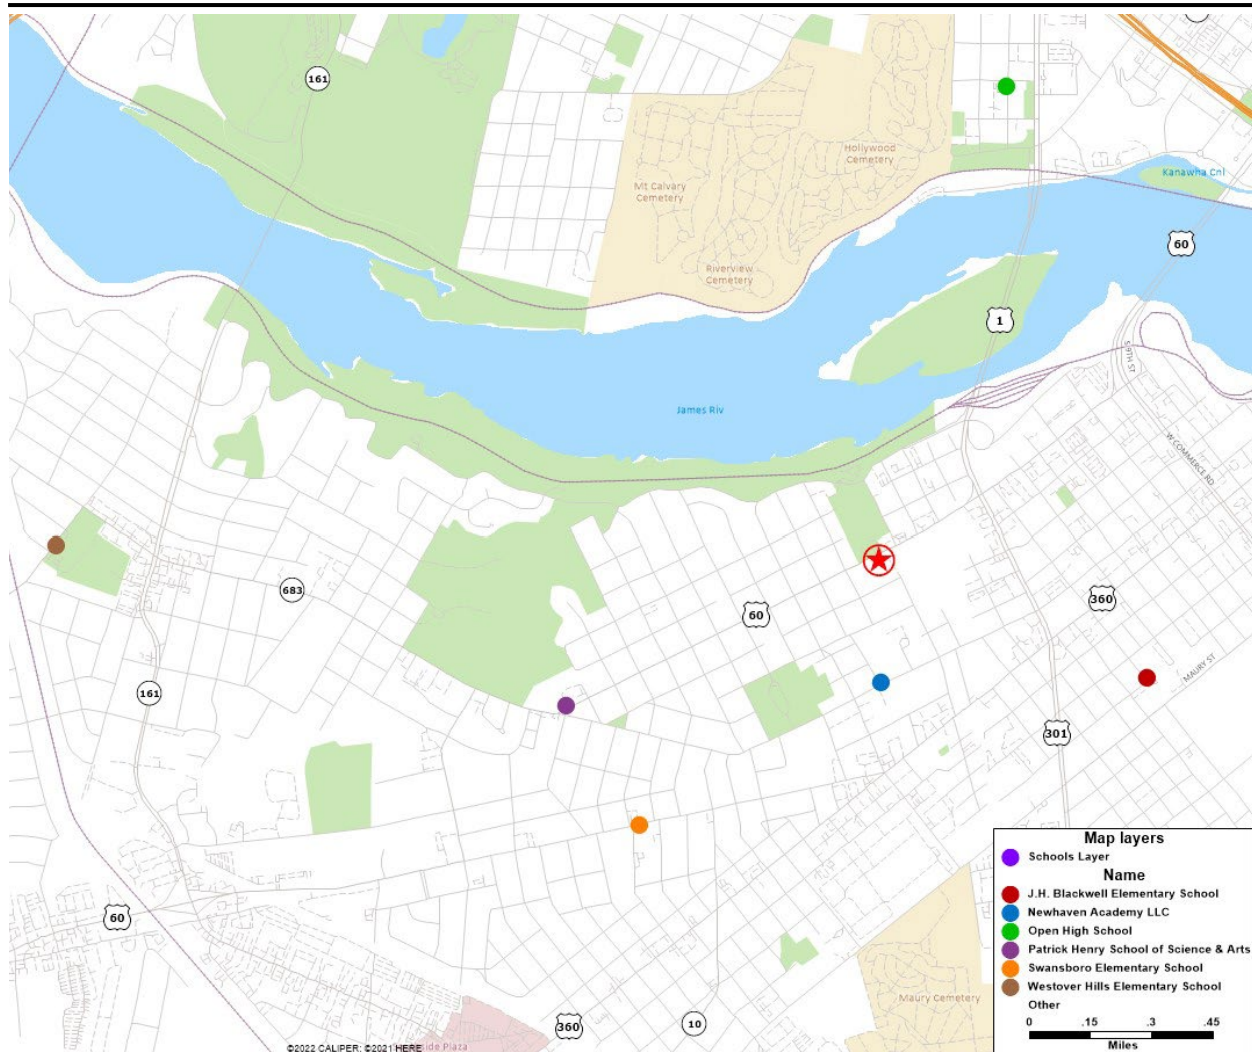 161
Hollywood
Cemetery
Mt Calvary
Cemetery
Kanawha Cnl
60
Riverview
Cemetery
1
S 9TH ST
James Riv
W COMMERCE RD
683
60
360
MAURY ST
161
301
60
Maury Cemetery
360
side Plaza
10
©2022 CALIPER; ©2021 HERE
Map layers
Schools Layer
Name
J.H. Blackwell Elementary School
Newhaven Academy LLC
Open High School
Patrick Henry School of Science & Arts
Swansboro Elementary School
Westover Hills Elementary School
Other
0 .15 .3 .45
Miles